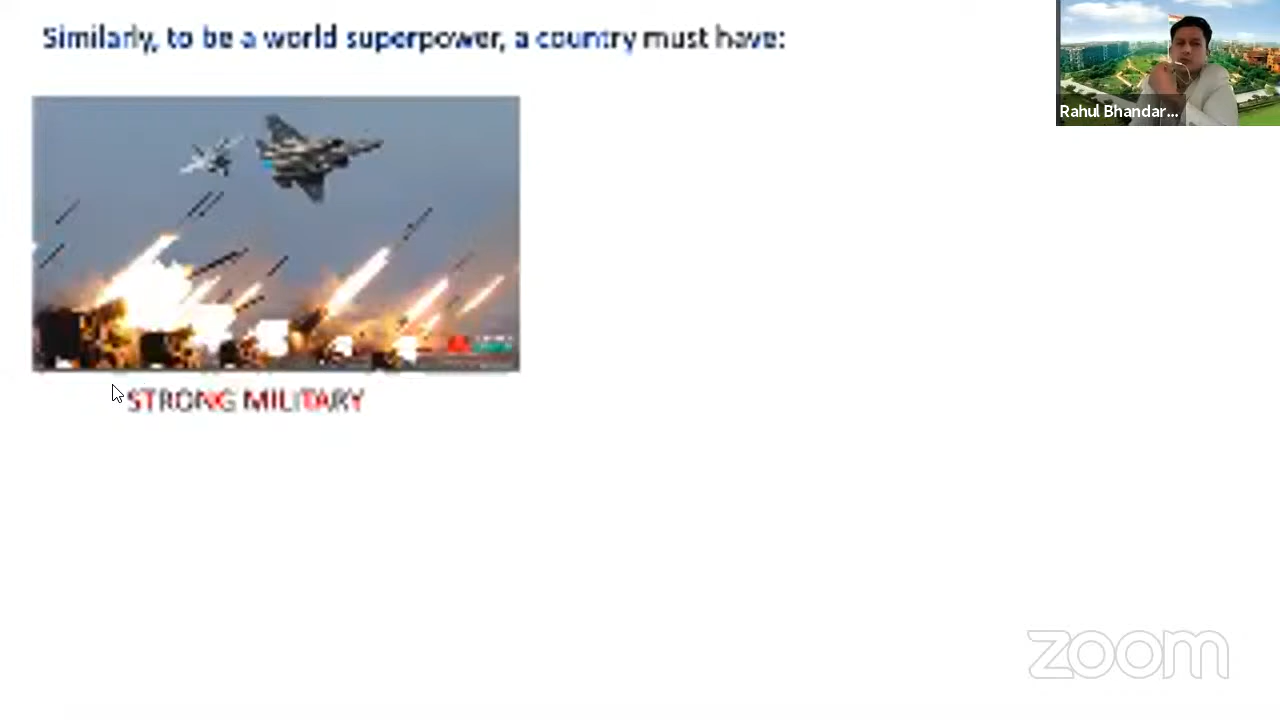 Similarly, to be a world superpower, a country must have:
Rahul Bhandar...
STRONG MILITARY
zoom